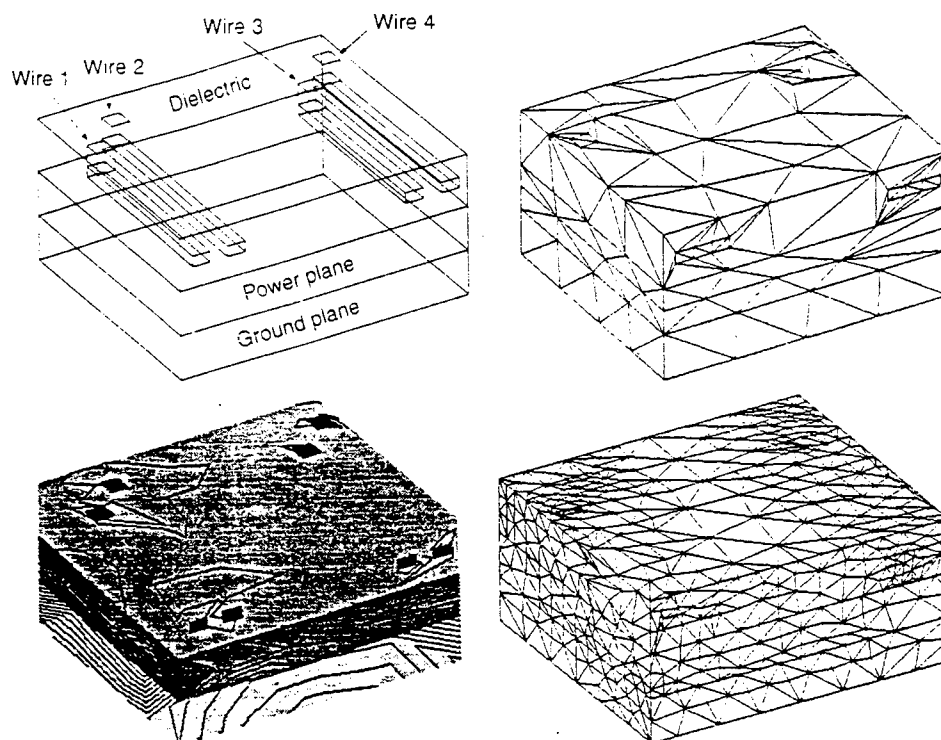 Wire 3
Wire 4
Wire 1
Wire 2
Dielectric
Power plane
Ground plane